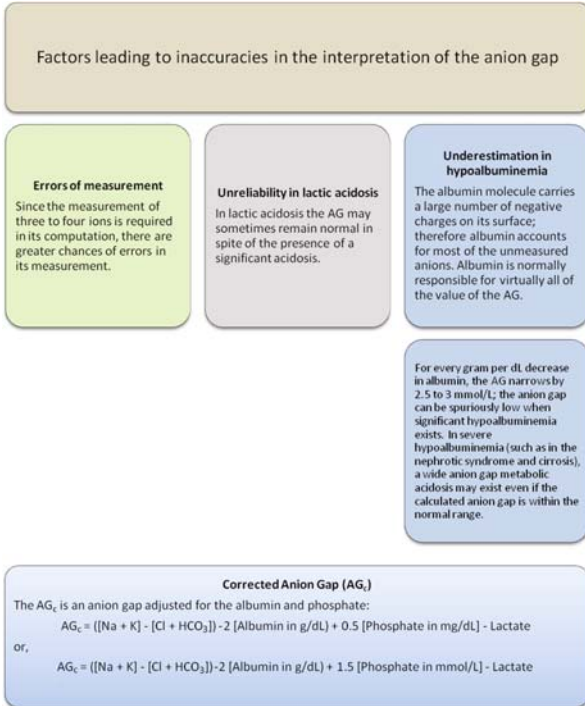 Factors leading to inaccuracies in the interpretation of the anion gap
Errors of measurement
Since the measurement of
three to four ions is required
in its computation, there are
greater chances of errors in
its measurement.
Unreliability in lactic acidosis
In lactic acidosis the AG may
sometimes remain normal in
spite of the presence of a
significant acidosis.
Underestimation in
hypoalbuminemia
The albumin molecule carries
a large number of negative
charges on its surface;
therefore albumin accounts
for most of the unmeasured
anions. Albumin is normally
responsible for virtually all of
the value of the AG.
For every gram per dL decrease
in albumin, the AG narrows by
2.5 to 3 mmol/L; the anion gap
can be spuriously low when
significant hypoalbuminemia
exists. In severe
hypoalbuminemia (such as in the
nephrotic syndrome and cirrosis),
a wide anion gap metabolic
acidosis may exist even if the
calculated anion gap is within the
normal range.
Corrected Anion Gap (AGc)
The AGc is an anion gap adjusted for the albumin and phosphate:
AGc = ([Na + K] - [Cl + HCO3]) -2 [Albumin in g/dL) + 0.5 [Phosphate in mg/dL] - Lactate
or,
AGc = ([Na + K] - [Cl + HCO3])-2 [Albumin in g/dL) + 1.5 [Phosphate in mmol/L] - Lactate